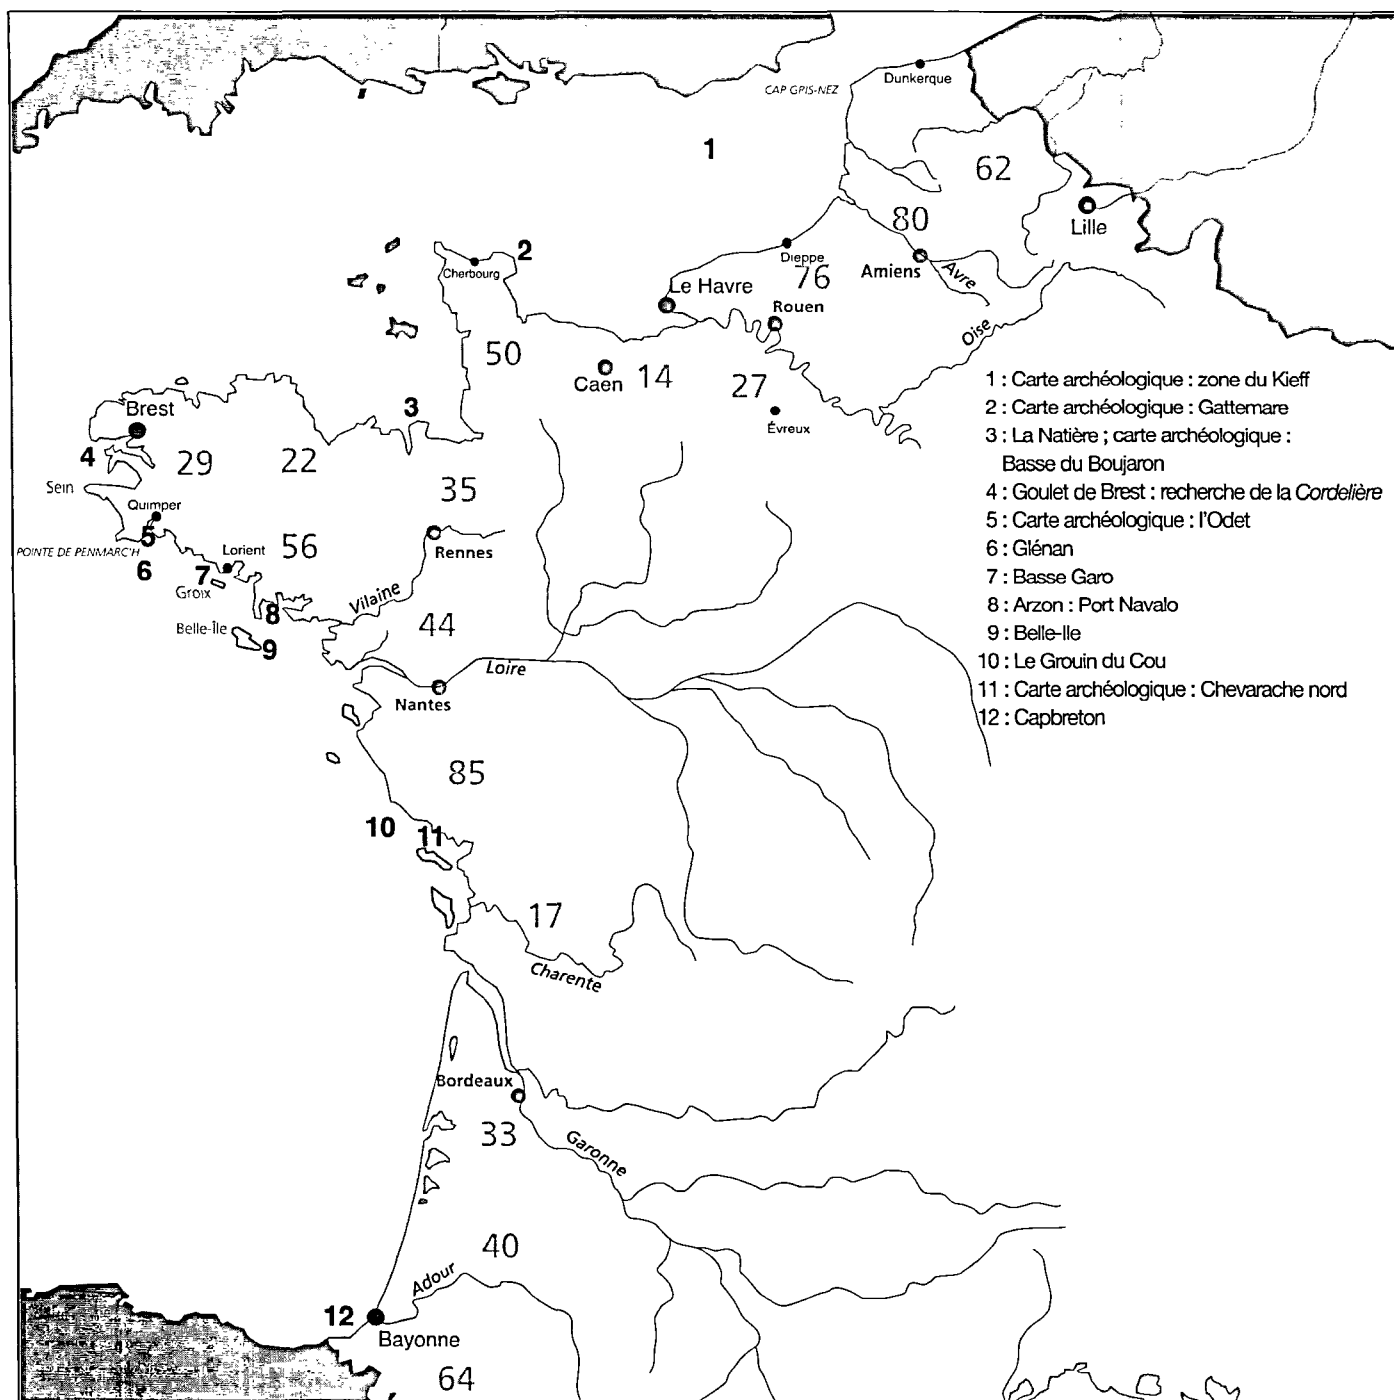 Dunkerque
CAP GPIS-NEZ
1
62
80
Lille
2
Cherbourg
Dieppe
76
Amiens
Avre
Le Havre
Rouen
Oise
50
Caen
14
27
Évreux
1 : Carte archéologique : zone du Kieff
2 : Carte archéologique : Gattemare
3 : La Natière ; carte archéologique :
Basse du Boujaron
4 : Goulet de Brest : recherche de la Cordelière
5 : Carte archéologique : l'Odet
6 : Glénan
7 : Basse Garo
8 : Arzon : Port Navalo
9 : Belle-Ile
10 : Le Grouin du Cou
11 : Carte archéologique : Chevarache nord
12 : Capbreton
Brest
3
4
29
22
35
Sein
Quimper
5
POINTE DE PENMARC'H
6
56
Lorient
Rennes
7
Groix
8
Vilaine
Belle-Île
9
44
Loire
Nantes
85
10
11
17
Charente
Bordeaux
33
Garonne
40
Adour
12
Bayonne
64